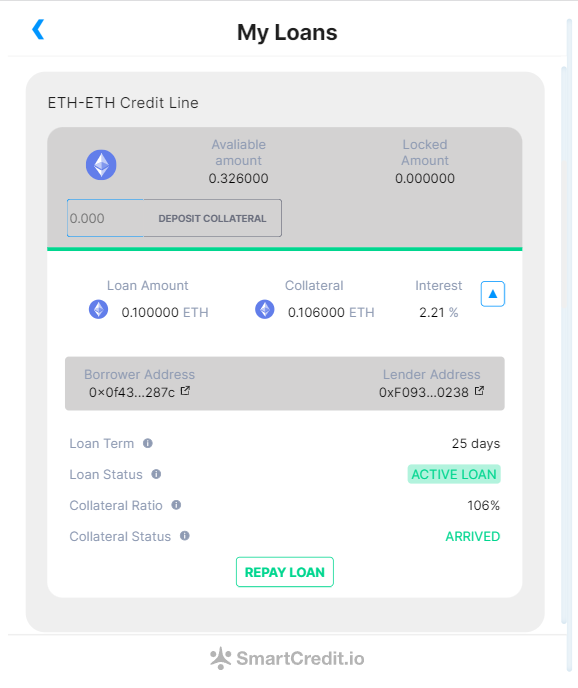 My Loans
ETH-ETH Credit Line
Avaliable
amount
0.326000
Locked
Amount
0.000000
0.000 DEPOSIT COLLATERAL
Loan Amount Collateral Interest
0.100000 ETH 0.106000 ETH 2.21 %
Borrower Address Lender Address
0x0f43...287c 0xF093...0238
Loan Term 25 days
Loan Status ACTIVE LOAN
Collateral Ratio 106%
Collateral Status ARRIVED
REPAY LOAN
SmartCredit.io